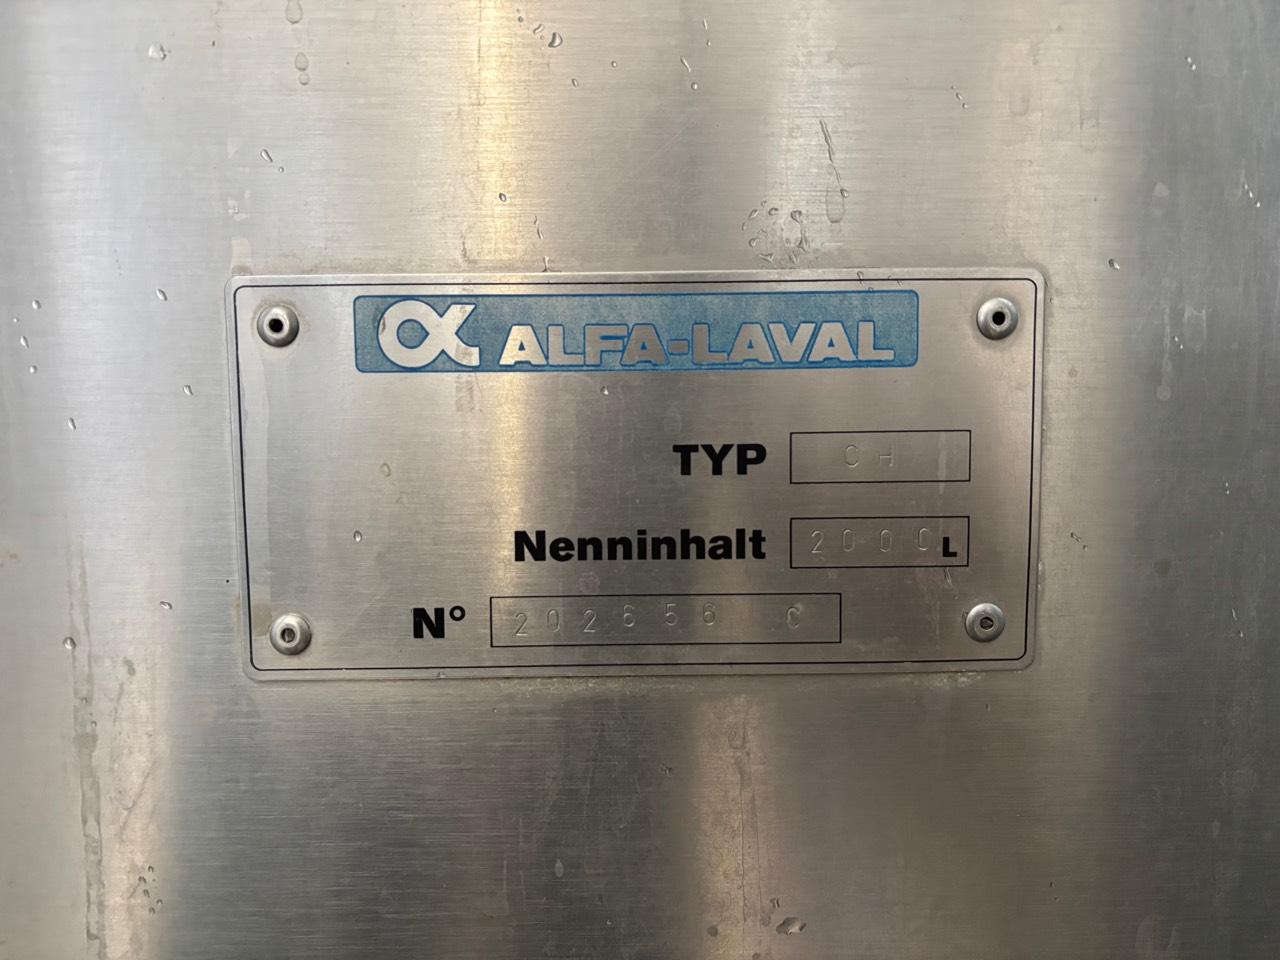 α ALFA-LAVAL
TYP CH
Nenninhalt 2000 L
N° 202656 C